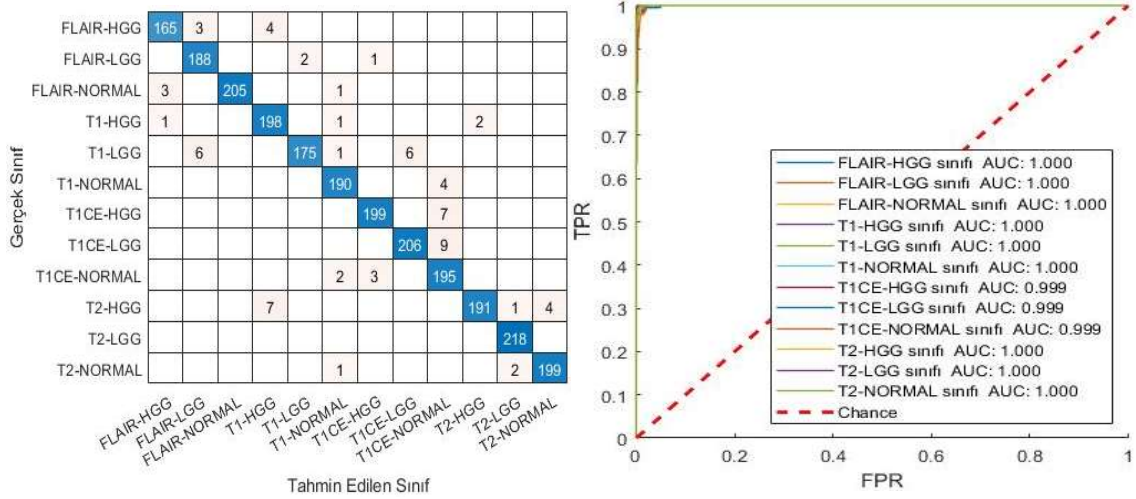 FLAIR-HGG 165 3 4
FLAIR-LGG 188 2 1
FLAIR-NORMAL 3 205 1
T1-HGG 1 198 1 2
T1-LGG 6 175 1 6
T1-NORMAL 190 4
T1CE-HGG 199 7
T1CE-LGG 206 9
T1CE-NORMAL 2 3 195
T2-HGG 7 191 1 4
T2-LGG 218
T2-NORMAL 1 2 199
Gerçek Sınıf
FLAIR-HGG FLAIR-LGG FLAIR-NORMAL T1-HGG T1-LGG T1-NORMAL T1CE-HGG T1CE-LGG T1CE-NORMAL T2-HGG T2-LGG T2-NORMAL
Tahmin Edilen Sınıf
1
0.9
0.8
0.7
0.6
0.5
0.4
0.3
0.2
0.1
0
TPR
FLAIR-HGG sınıfı AUC: 1.000
FLAIR-LGG sınıfı AUC: 1.000
FLAIR-NORMAL sınıfı AUC: 1.000
T1-HGG sınıfı AUC: 1.000
T1-LGG sınıfı AUC: 1.000
T1-NORMAL sınıfı AUC: 1.000
T1CE-HGG sınıfı AUC: 0.999
T1CE-LGG sınıfı AUC: 0.999
T1CE-NORMAL sınıfı AUC: 0.999
T2-HGG sınıfı AUC: 1.000
T2-LGG sınıfı AUC: 1.000
T2-NORMAL sınıfı AUC: 1.000
Chance
0 0.2 0.4 0.6 0.8 1
FPR